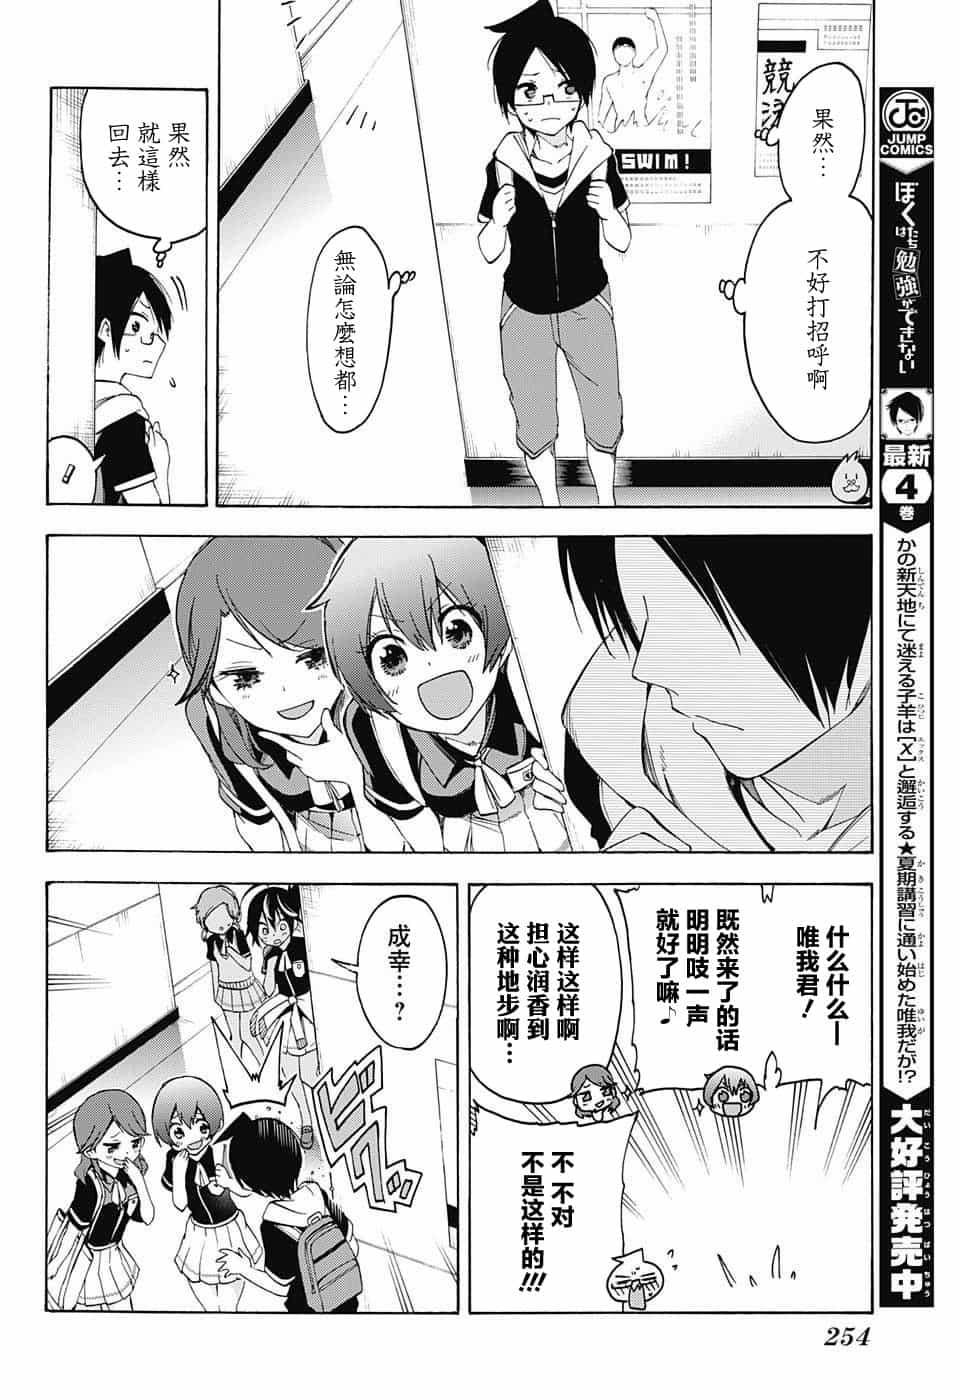 果然…
不好打招呼啊
無論怎麼想都…
SWIM!
競泳
果然
就這樣
回去…
!
什么什么ー
唯我君!
既然来了的话
明明吱一声
就好了嘛♪
这样这样啊
担心润香到
这种地步啊…
不 不对
不是这样的!!!
成幸…?
ビクッ
JUMP
COMICS
ぼくたちは勉強ができない
最新
4
巻
かの新天地にて迷える子羊は[X]と邂逅する★夏期講習に通い始めた唯我だが!?
大好評発売中
254